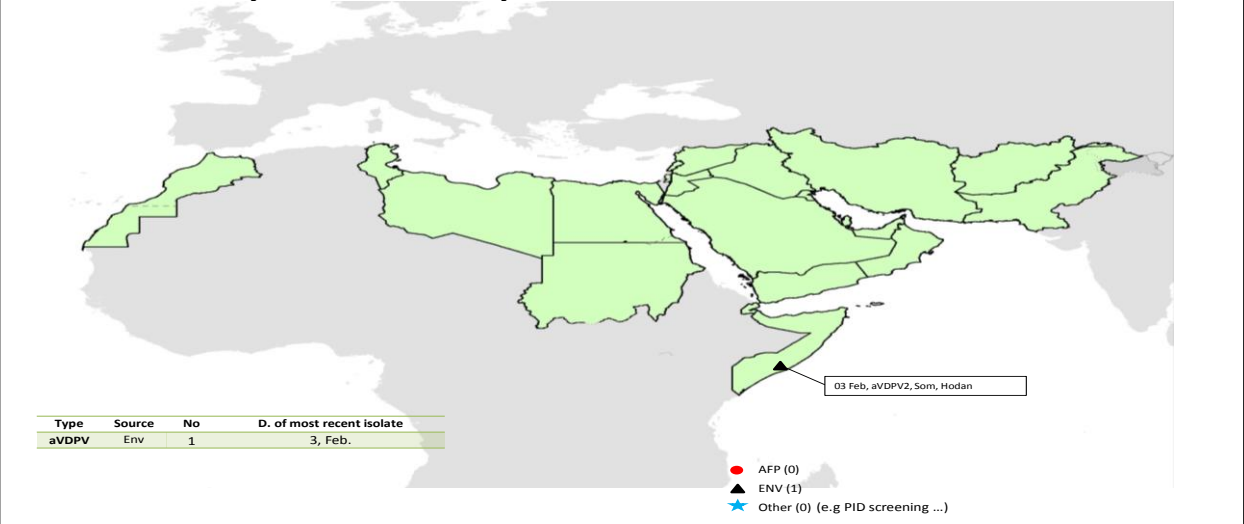 03 Feb, aVDPV2, Som, Hodan
Type Source No D. of most recent isolate
aVDPV Env 1 3, Feb.
AFP (0)
ENV (1)
Other (0) (e.g PID screening ...)